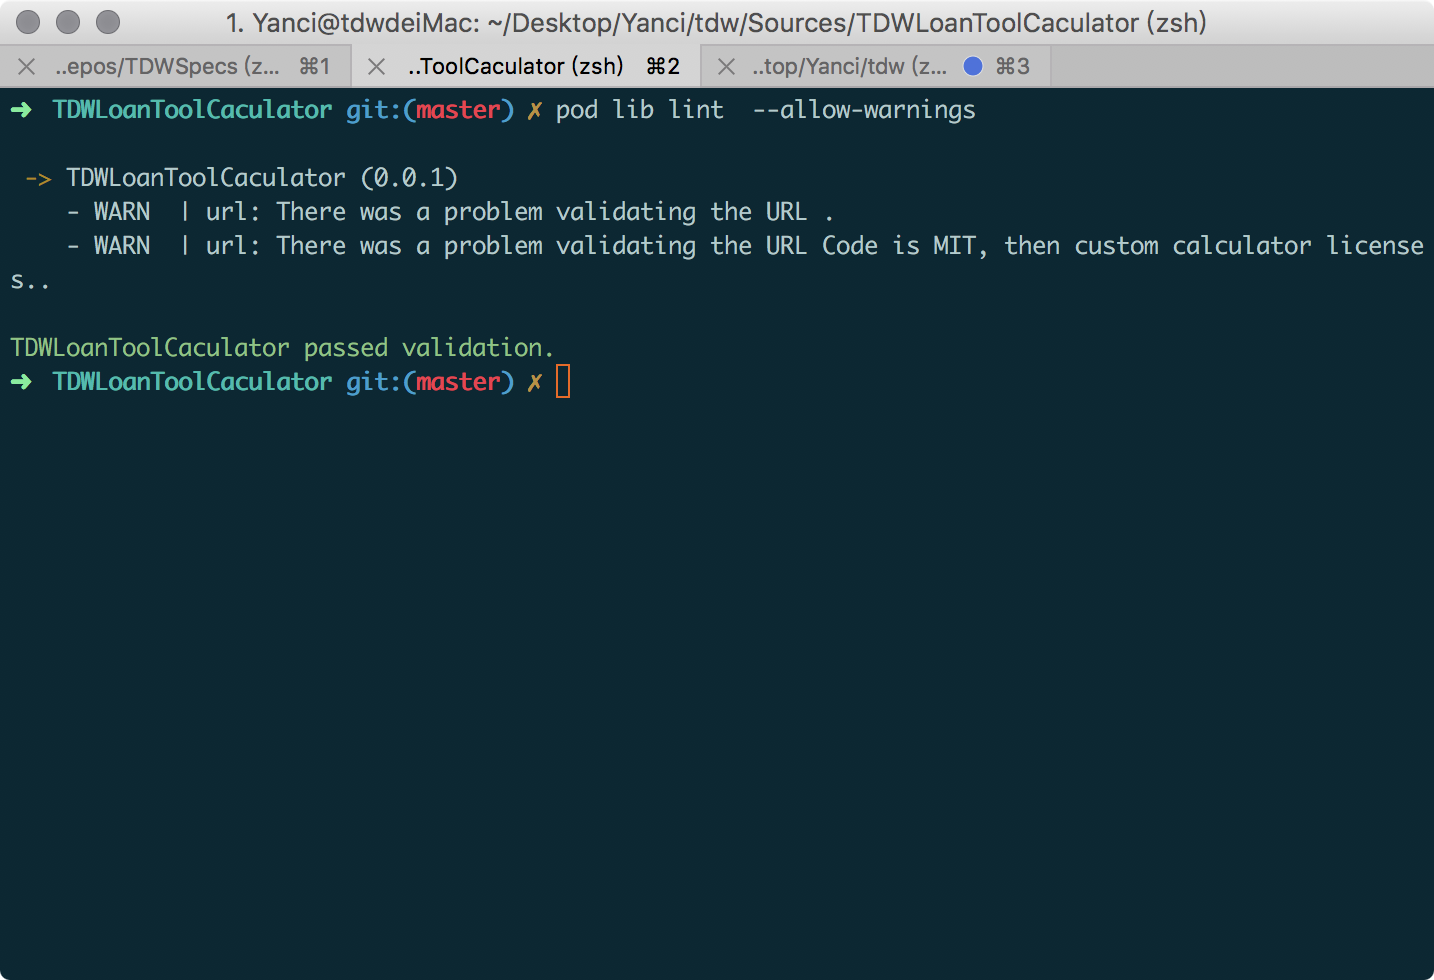 1. Yanci@tdwdeiMac: ~/Desktop/Yanci/tdw/Sources/TDWLoanToolCaculator (zsh)
..epos/TDWSpecs (z... ⌘1 ..ToolCaculator (zsh) ⌘2 ..top/Yanci/tdw (z... ⌘3
➜ TDWLoanToolCaculator git:(master) ✗ pod lib lint  --allow-warnings
-> TDWLoanToolCaculator (0.0.1)
- WARN  | url: There was a problem validating the URL .
- WARN  | url: There was a problem validating the URL Code is MIT, then custom calculator license
s..
TDWLoanToolCaculator passed validation.
➜ TDWLoanToolCaculator git:(master) ✗